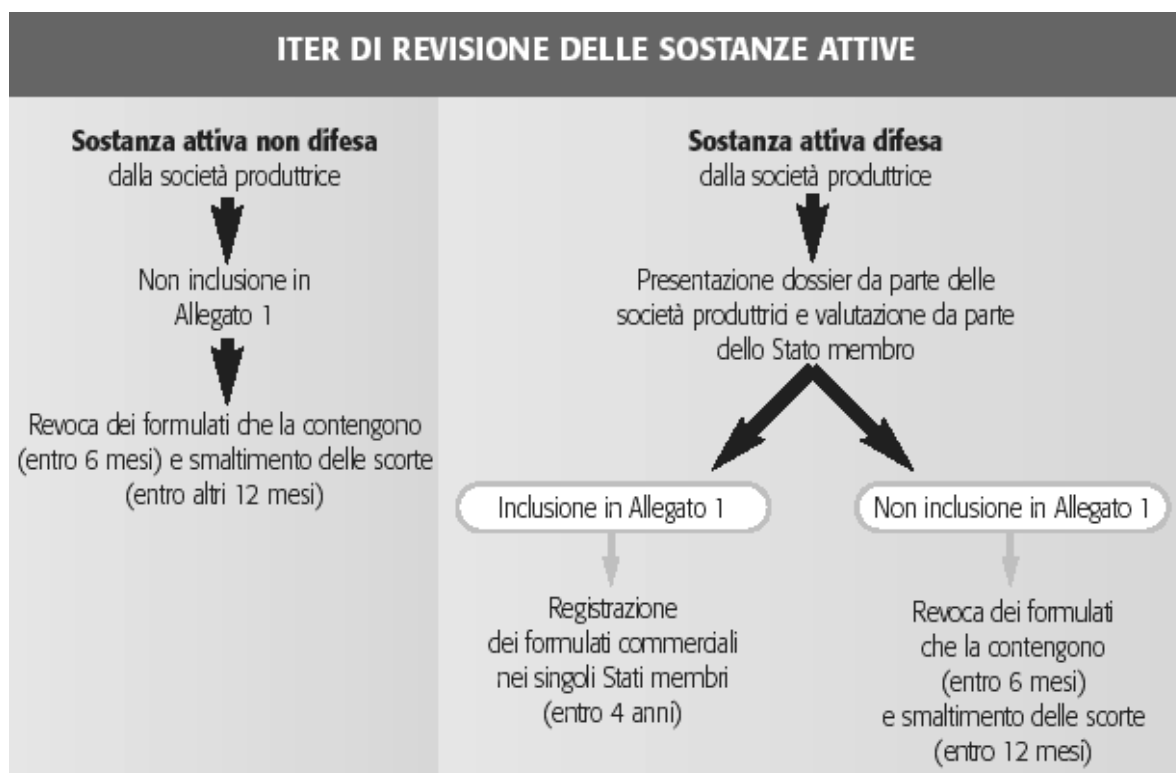 ITER DI REVISIONE DELLE SOSTANZE ATTIVE
Sostanza attiva non difesa
dalla società produttrice
Non inclusione in
Allegato 1
Revoca dei formulati che la contengono
(entro 6 mesi) e smaltimento delle scorte
(entro altri 12 mesi)
Sostanza attiva difesa
dalla società produttrice
Presentazione dossier da parte delle
società produttrici e valutazione da parte
dello Stato membro
Inclusione in Allegato 1
Registrazione
dei formulati commerciali
nei singoli Stati membri
(entro 4 anni)
Non inclusione in Allegato 1
Revoca dei formulati
che la contengono
(entro 6 mesi)
e smaltimento delle scorte
(entro 12 mesi)